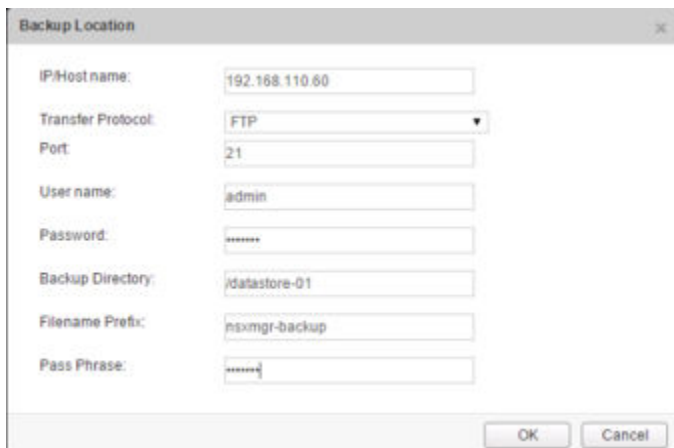 Backup Location
IP/Host name: 192.168.110.60
Transfer Protocol: FTP
Port: 21
User name: admin
Password: •••••••
Backup Directory: /datastore-01
Filename Prefix: nsxmgr-backup
Pass Phrase: •••••••
OK Cancel